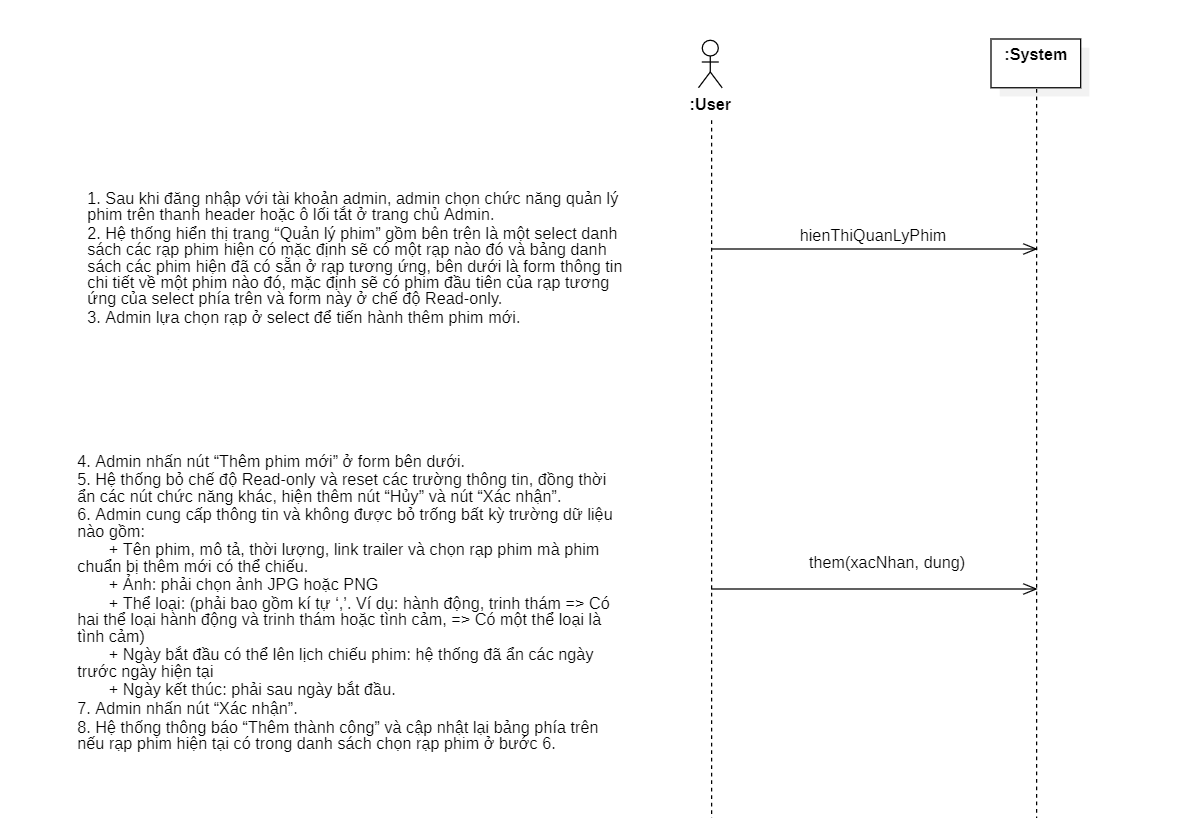 :System
:User
1. Sau khi đăng nhập với tài khoản admin, admin chọn chức năng quản lý
phim trên thanh header hoặc ô lối tắt ở trang chủ Admin.
2. Hệ thống hiển thị trang “Quản lý phim” gồm bên trên là một select danh
sách các rạp phim hiện có mặc định sẽ có một rạp nào đó và bảng danh
sách các phim hiện đã có sẵn ở rạp tương ứng, bên dưới là form thông tin
chi tiết về một phim nào đó, mặc định sẽ có phim đầu tiên của rạp tương
ứng của select phía trên và form này ở chế độ Read-only.
3. Admin lựa chọn rạp ở select để tiến hành thêm phim mới.
hienThiQuanLyPhim
4. Admin nhấn nút “Thêm phim mới” ở form bên dưới.
5. Hệ thống bỏ chế độ Read-only và reset các trường thông tin, đồng thời
ẩn các nút chức năng khác, hiện thêm nút “Hủy” và nút “Xác nhận”.
6. Admin cung cấp thông tin và không được bỏ trống bất kỳ trường dữ liệu
nào gồm:
+ Tên phim, mô tả, thời lượng, link trailer và chọn rạp phim mà phim
chuẩn bị thêm mới có thể chiếu.
+ Ảnh: phải chọn ảnh JPG hoặc PNG
+ Thể loại: (phải bao gồm kí tự ‘,’. Ví dụ: hành động, trinh thám => Có
hai thể loại hành động và trinh thám hoặc tình cảm, => Có một thể loại là
tình cảm)
+ Ngày bắt đầu có thể lên lịch chiếu phim: hệ thống đã ẩn các ngày
trước ngày hiện tại
+ Ngày kết thúc: phải sau ngày bắt đầu.
7. Admin nhấn nút “Xác nhận”.
8. Hệ thống thông báo “Thêm thành công” và cập nhật lại bảng phía trên
nếu rạp phim hiện tại có trong danh sách chọn rạp phim ở bước 6.
them(xacNhan, dung)